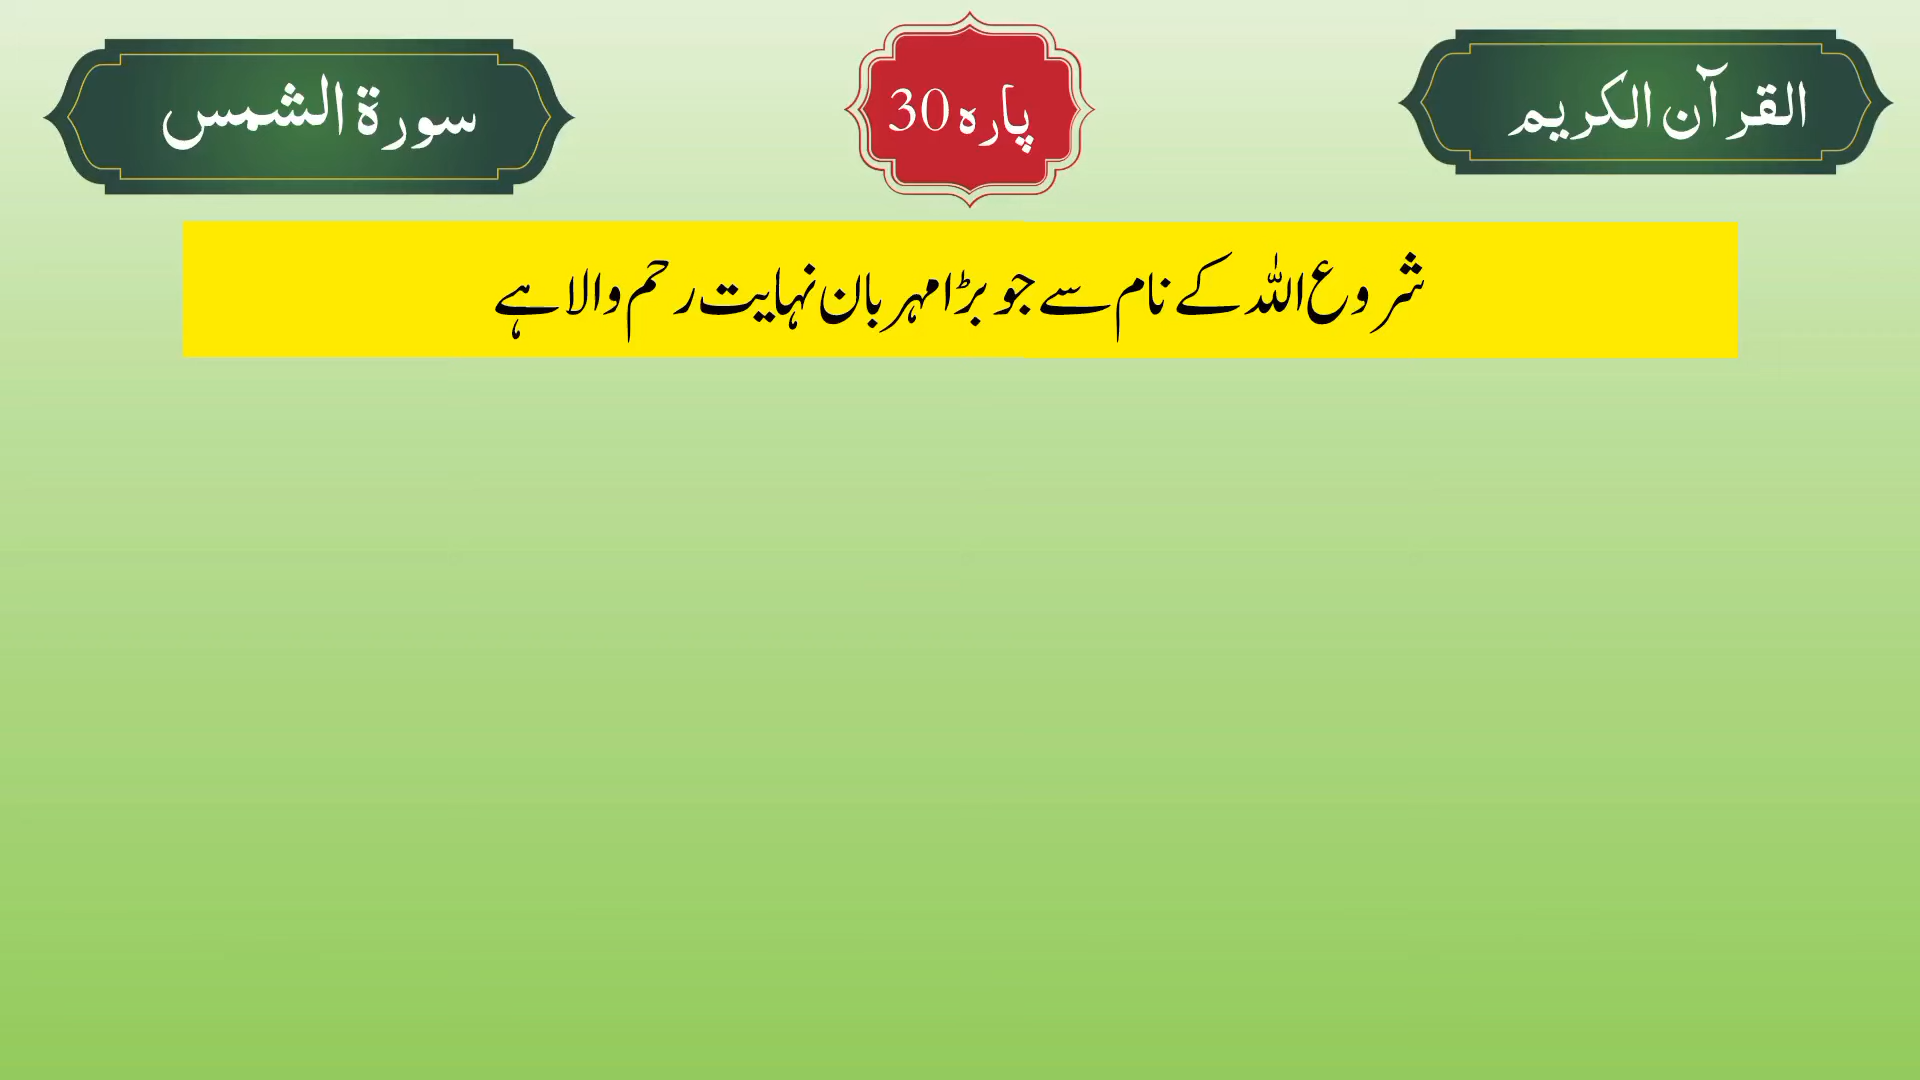 القرآن الکریم
پارہ 30
سورۃ الشمس
شروع اللہ کے نام سے جو بڑا مہربان نہایت رحم والا ہے